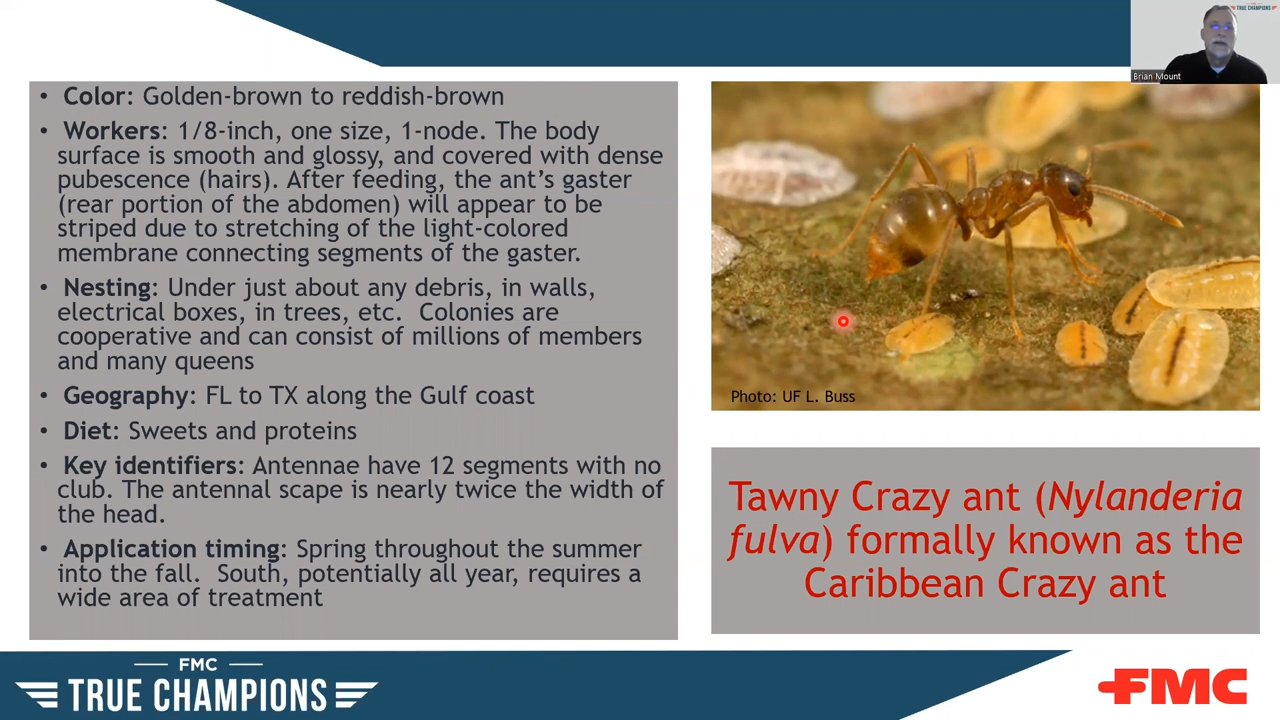 TRUE CHAMPIONS
Brian Mount
• Color: Golden-brown to reddish-brown
• Workers: 1/8-inch, one size, 1-node. The body
surface is smooth and glossy, and covered with dense
pubescence (hairs). After feeding, the ant's gaster
(rear portion of the abdomen) will appear to be
striped due to stretching of the light-colored
membrane connecting segments of the gaster.
• Nesting: Under just about any debris, in walls,
electrical boxes, in trees, etc.  Colonies are
cooperative and can consist of millions of members
and many queens
• Geography: FL to TX along the Gulf coast
• Diet: Sweets and proteins
• Key identifiers: Antennae have 12 segments with no
club. The antennal scape is nearly twice the width of
the head.
• Application timing: Spring throughout the summer
into the fall.  South, potentially all year, requires a
wide area of treatment
Photo: UF L. Buss
Tawny Crazy ant (Nylanderia
fulva) formally known as the
Caribbean Crazy ant
FMC
TRUE CHAMPIONS
FMC